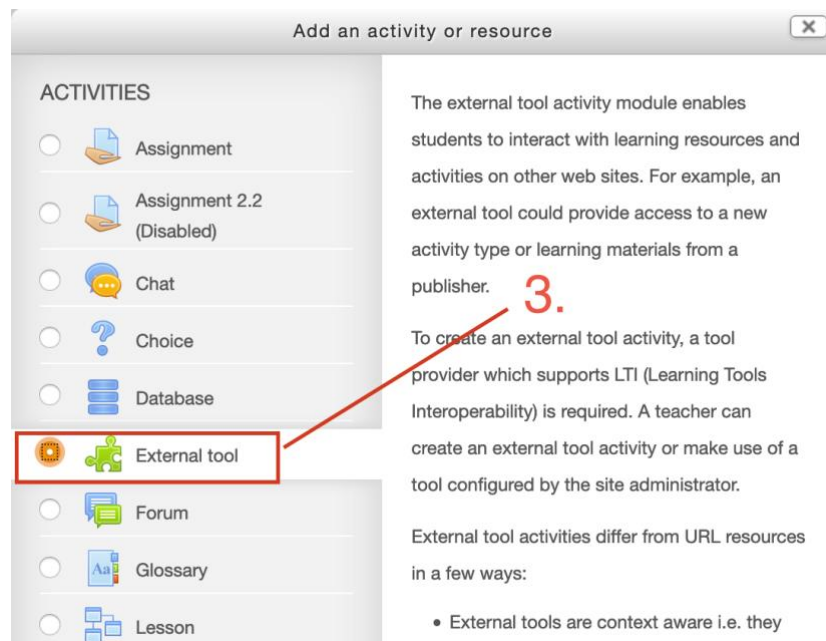 Add an activity or resource
ACTIVITIES
Assignment
Assignment 2.2
(Disabled)
Chat
Choice
Database
External tool
Forum
Aa
Glossary
Lesson
The external tool activity module enables
students to interact with learning resources and
activities on other web sites. For example, an
external tool could provide access to a new
activity type or learning materials from a
publisher.
3.
To create an external tool activity, a tool
provider which supports LTI (Learning Tools
Interoperability) is required. A teacher can
create an external tool activity or make use of a
tool configured by the site administrator.
External tool activities differ from URL resources
in a few ways:
• External tools are context aware i.e. they